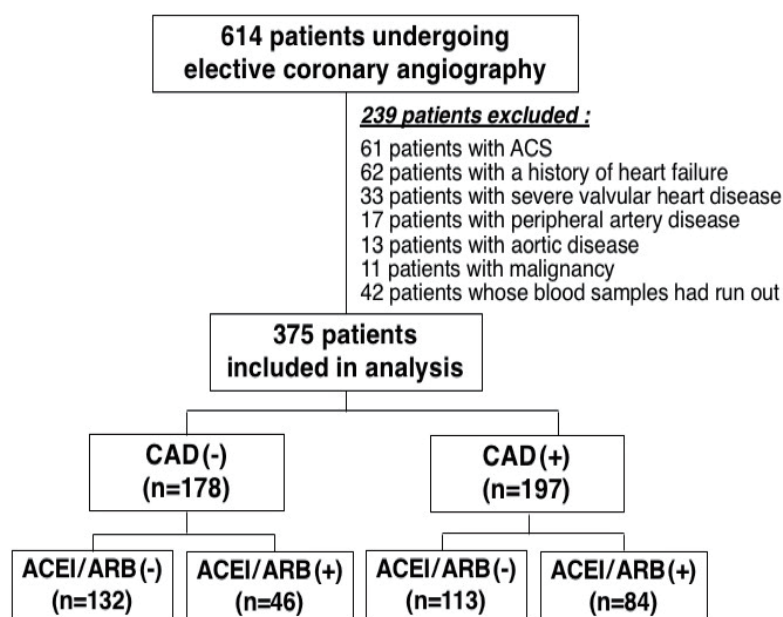 614 patients undergoing
elective coronary angiography
239 patients excluded :
61 patients with ACS
62 patients with a history of heart failure
33 patients with severe valvular heart disease
17 patients with peripheral artery disease
13 patients with aortic disease
11 patients with malignancy
42 patients whose blood samples had run out
375 patients
included in analysis
CAD(-)
(n=178)
CAD(+)
(n=197)
ACEI/ARB(-)
(n=132)
ACEI/ARB(+)
(n=46)
ACEI/ARB(-)
(n=113)
ACEI/ARB(+)
(n=84)